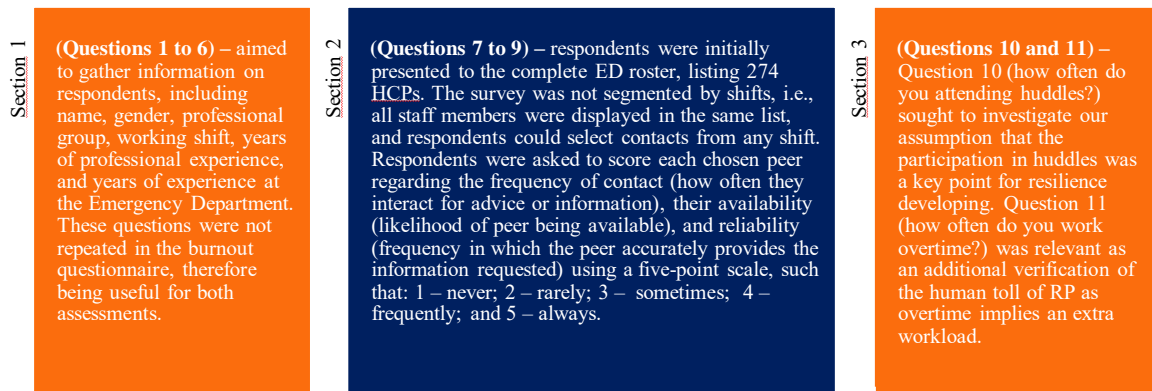 Section 1
(Questions 1 to 6) – aimed
to gather information on
respondents, including
name, gender, professional
group, working shift, years
of professional experience,
and years of experience at
the Emergency Department.
These questions were not
repeated in the burnout
questionnaire, therefore
being useful for both
assessments.
Section 2
(Questions 7 to 9) – respondents were initially
presented to the complete ED roster, listing 274
HCPs. The survey was not segmented by shifts, i.e.,
all staff members were displayed in the same list,
and respondents could select contacts from any shift.
Respondents were asked to score each chosen peer
regarding the frequency of contact (how often they
interact for advice or information), their availability
(likelihood of peer being available), and reliability
(frequency in which the peer accurately provides the
information requested) using a five-point scale, such
that: 1 – never; 2 – rarely; 3 – sometimes; 4 –
frequently; and 5 – always.
Section 3
(Questions 10 and 11) –
Question 10 (how often do
you attending huddles?)
sought to investigate our
assumption that the
participation in huddles was
a key point for resilience
developing. Question 11
(how often do you work
overtime?) was relevant as
an additional verification of
the human toll of RP as
overtime implies an extra
workload.